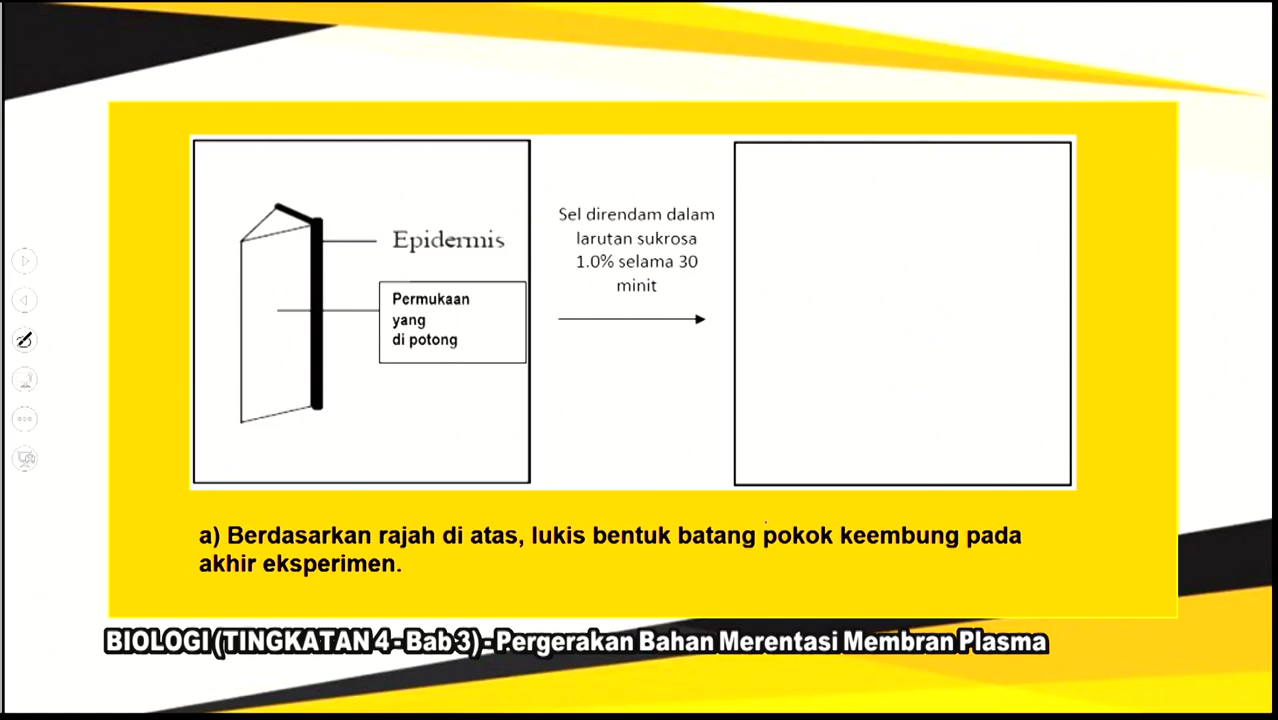 Epidermis
Permukaan
yang
di potong
Sel direndam dalam
larutan sukrosa
1.0% selama 30
minit
a) Berdasarkan rajah di atas, lukis bentuk batang pokok keembung pada
akhir eksperimen.
BIOLOGI (TINGKATAN 4 - Bab 3) - Pergerakan Bahan Merentasi Membran Plasma